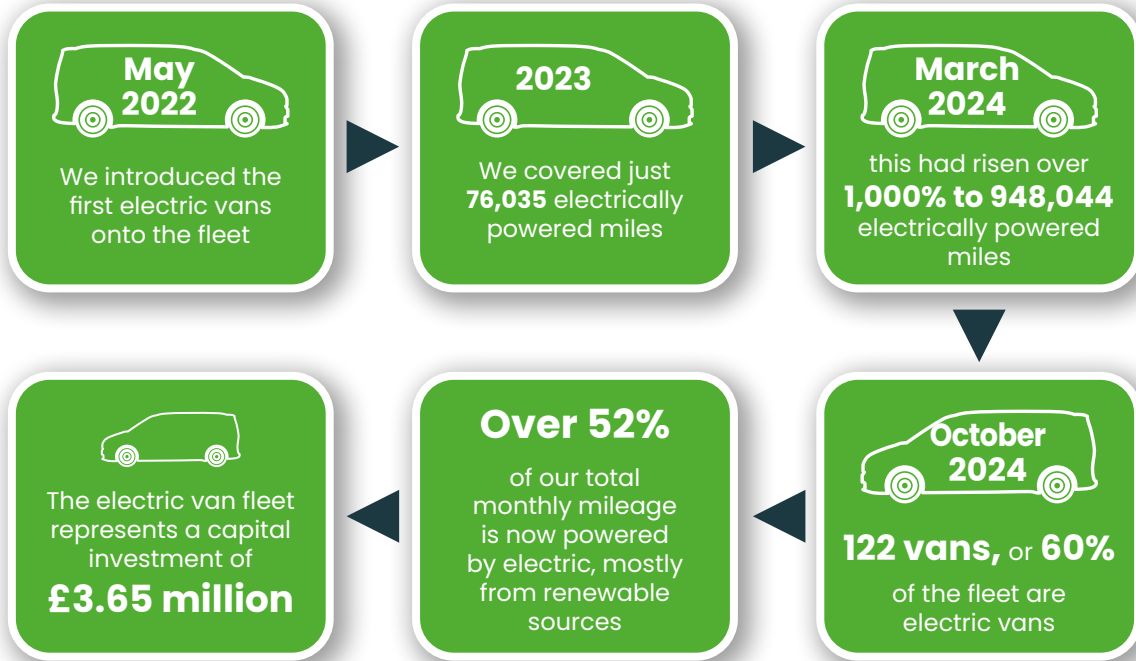 May
2022
We introduced the
first electric vans
onto the fleet
2023
We covered just
76,035 electrically
powered miles
March
2024
this had risen over
1,000% to 948,044
electrically powered
miles
October
2024
122 vans, or 60%
of the fleet are
electric vans
Over 52%
of our total
monthly mileage
is now powered
by electric, mostly
from renewable
sources
The electric van fleet
represents a capital
investment of
£3.65 million